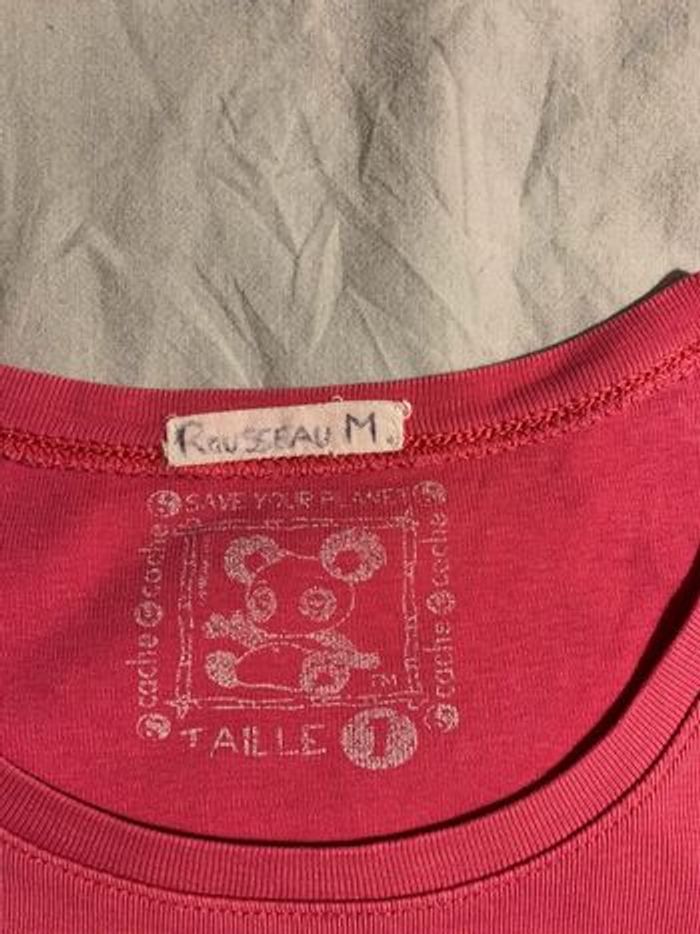 ROUSSEAU M.
SAVE YOUR PLANET
cache cache
cache cache
TM
TAILLE 1